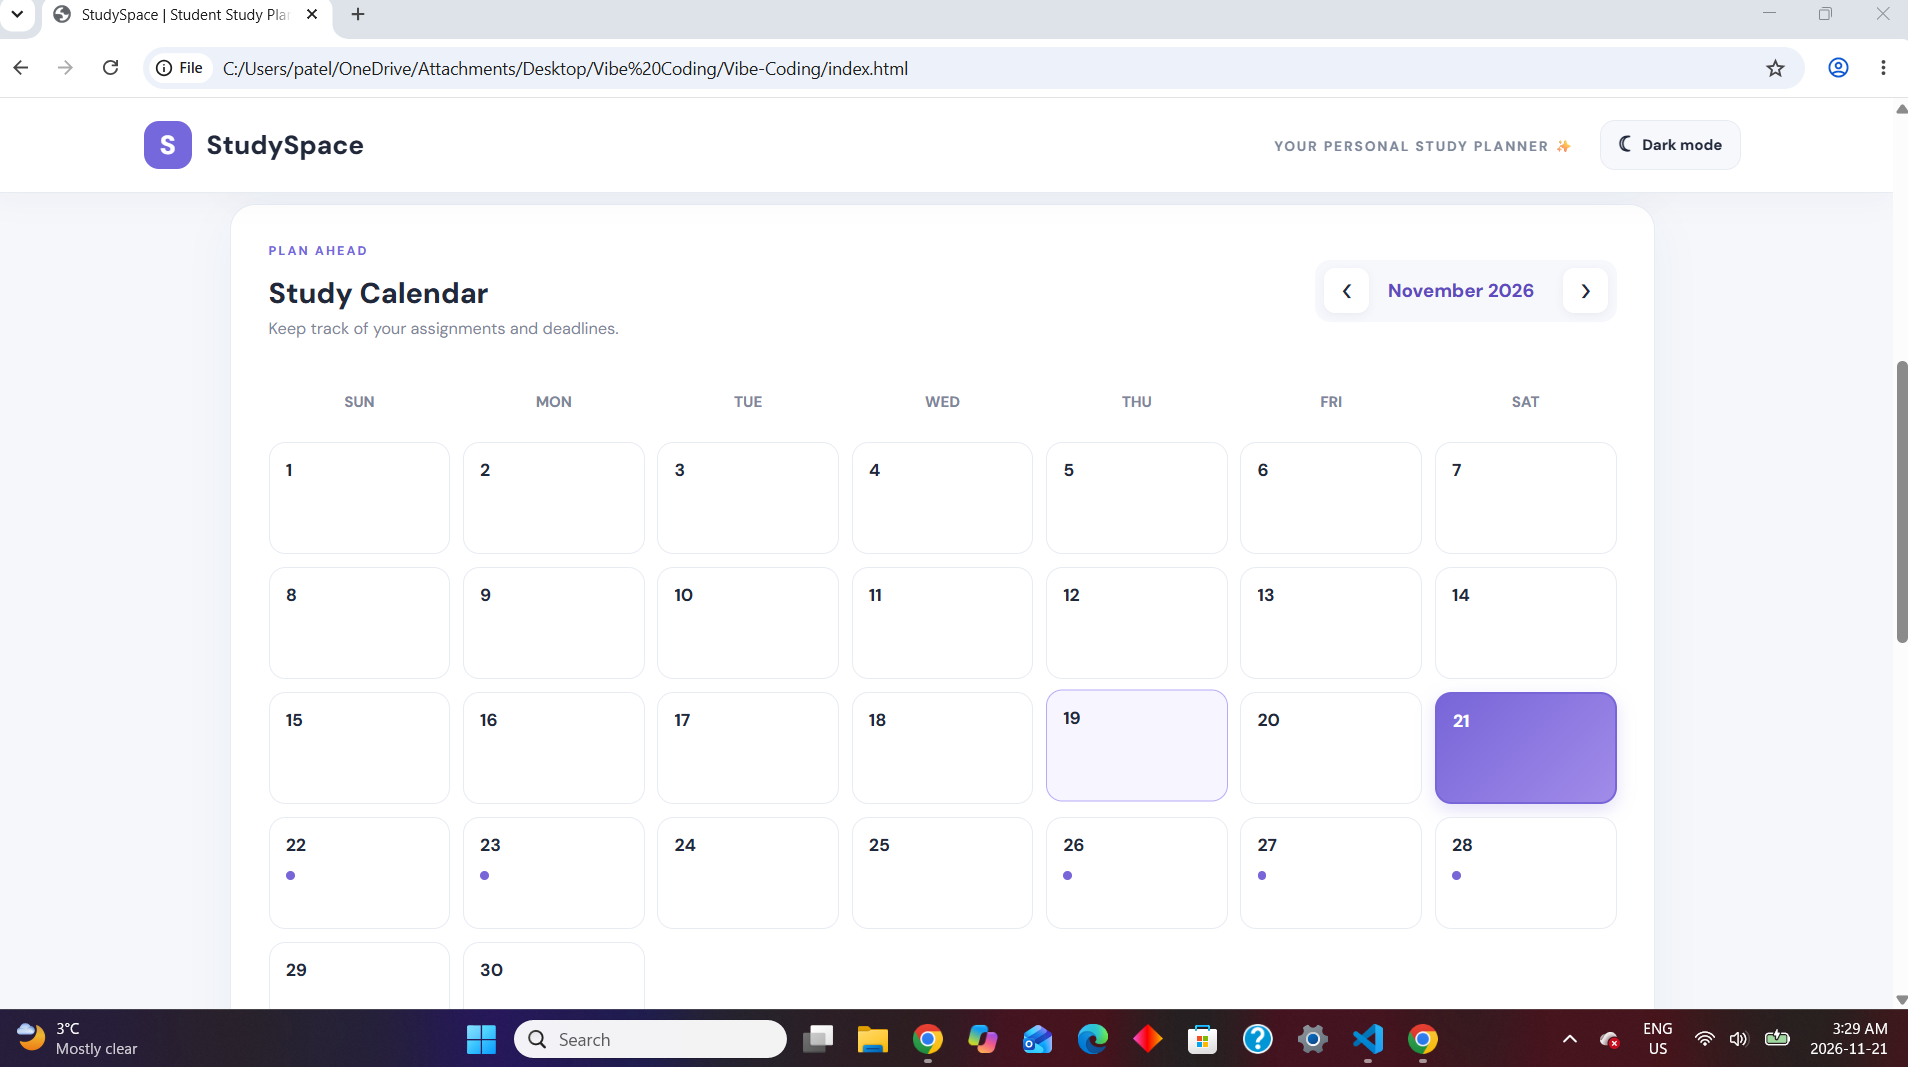 StudySpace | Student Study Pla
File
C:/Users/patel/OneDrive/Attachments/Desktop/Vibe%20Coding/Vibe-Coding/index.html
S
StudySpace
YOUR PERSONAL STUDY PLANNER ✨
Dark mode
PLAN AHEAD
Study Calendar
Keep track of your assignments and deadlines.
November 2026
SUN MON TUE WED THU FRI SAT
1 2 3 4 5 6 7
8 9 10 11 12 13 14
15 16 17 18 19 20 21
22 23 24 25 26 27 28
29 30
3°C
Mostly clear
Search
ENG
US
3:29 AM
2026-11-21